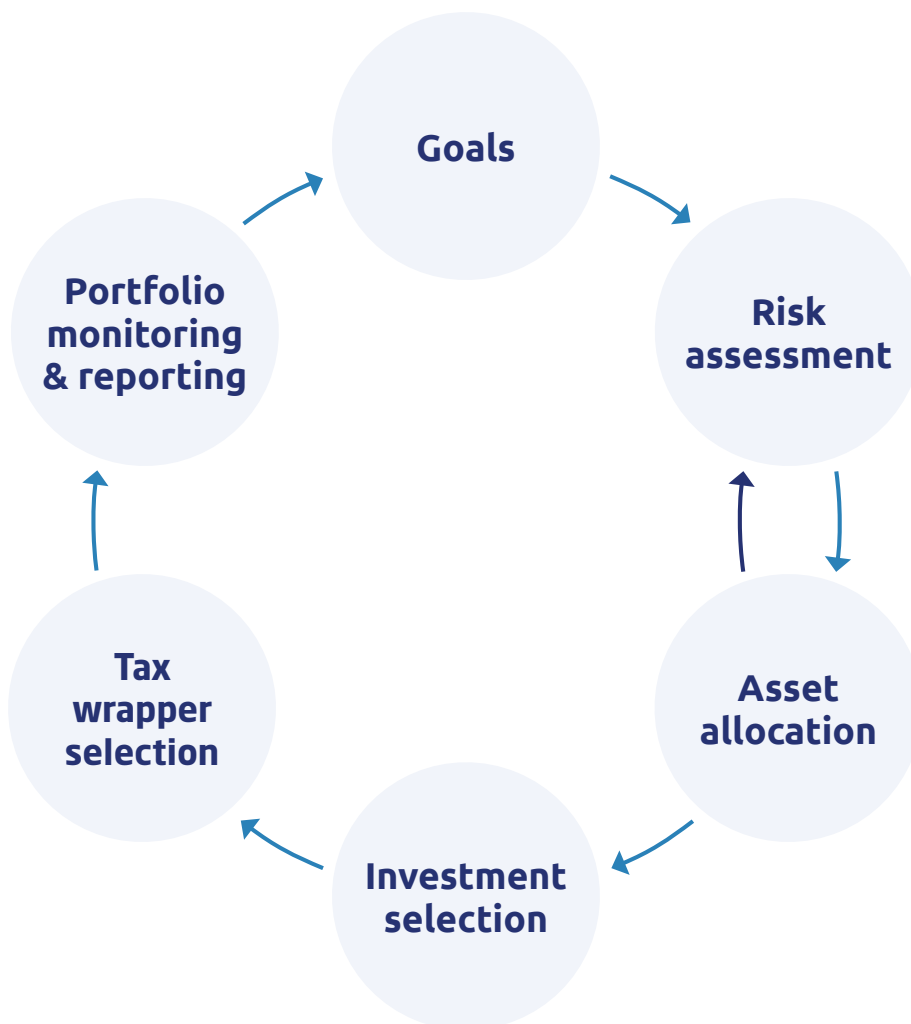 Goals
Risk
assessment
Asset
allocation
Investment
selection
Tax
wrapper
selection
Portfolio
monitoring
& reporting